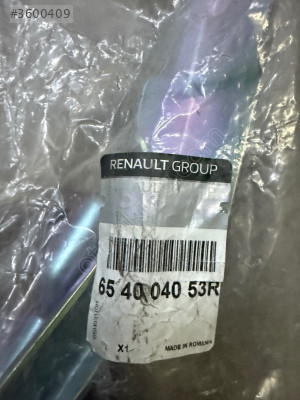 #3600409
RENAULT GROUP
65 40 040 53R
X1
MADE IN ROMANIA